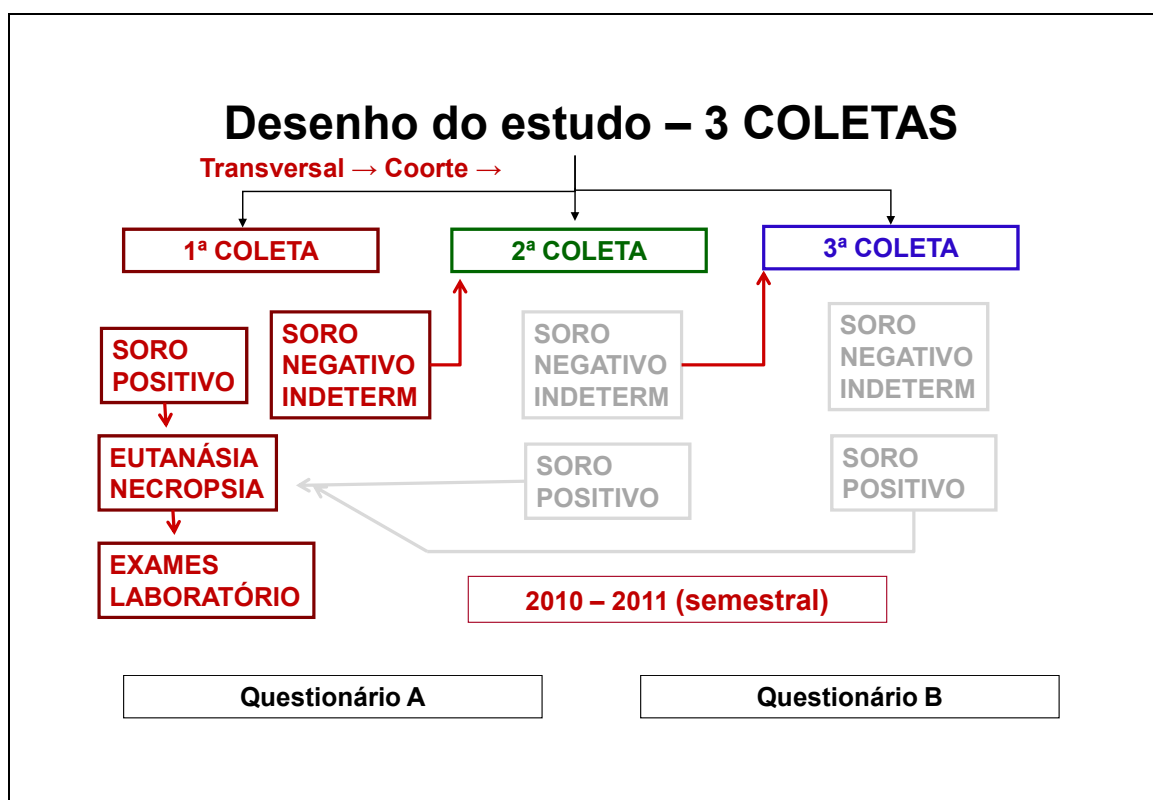 Desenho do estudo – 3 COLETAS
Transversal → Coorte →
1ª COLETA
2ª COLETA
3ª COLETA
SORO
POSITIVO
SORO
NEGATIVO
INDETERM
SORO
NEGATIVO
INDETERM
SORO
NEGATIVO
INDETERM
EUTANÁSIA
NECROPSIA
SORO
POSITIVO
SORO
POSITIVO
EXAMES
LABORATÓRIO
2010 – 2011 (semestral)
Questionário A
Questionário B